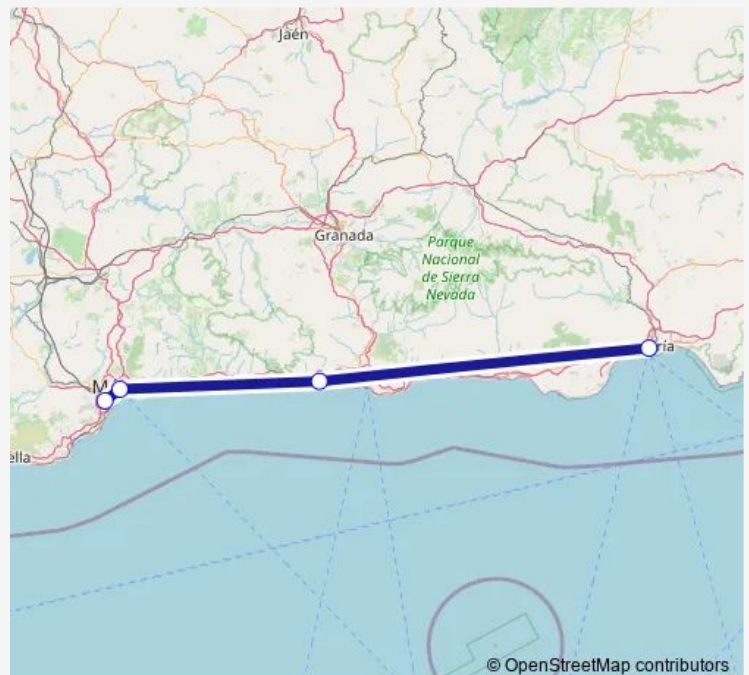 Jaén
Granada
Parque
Nacional
de Sierra
Nevada
ría
M
ella
© OpenStreetMap contributors